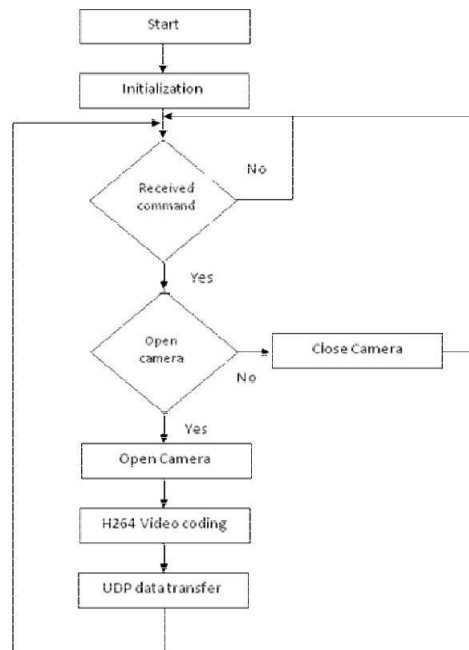 Start
Initialization
Received
command
No
Yes
Open
camera
No
Close Camera
Yes
Open Camera
H264 Video coding
UDP data transfer